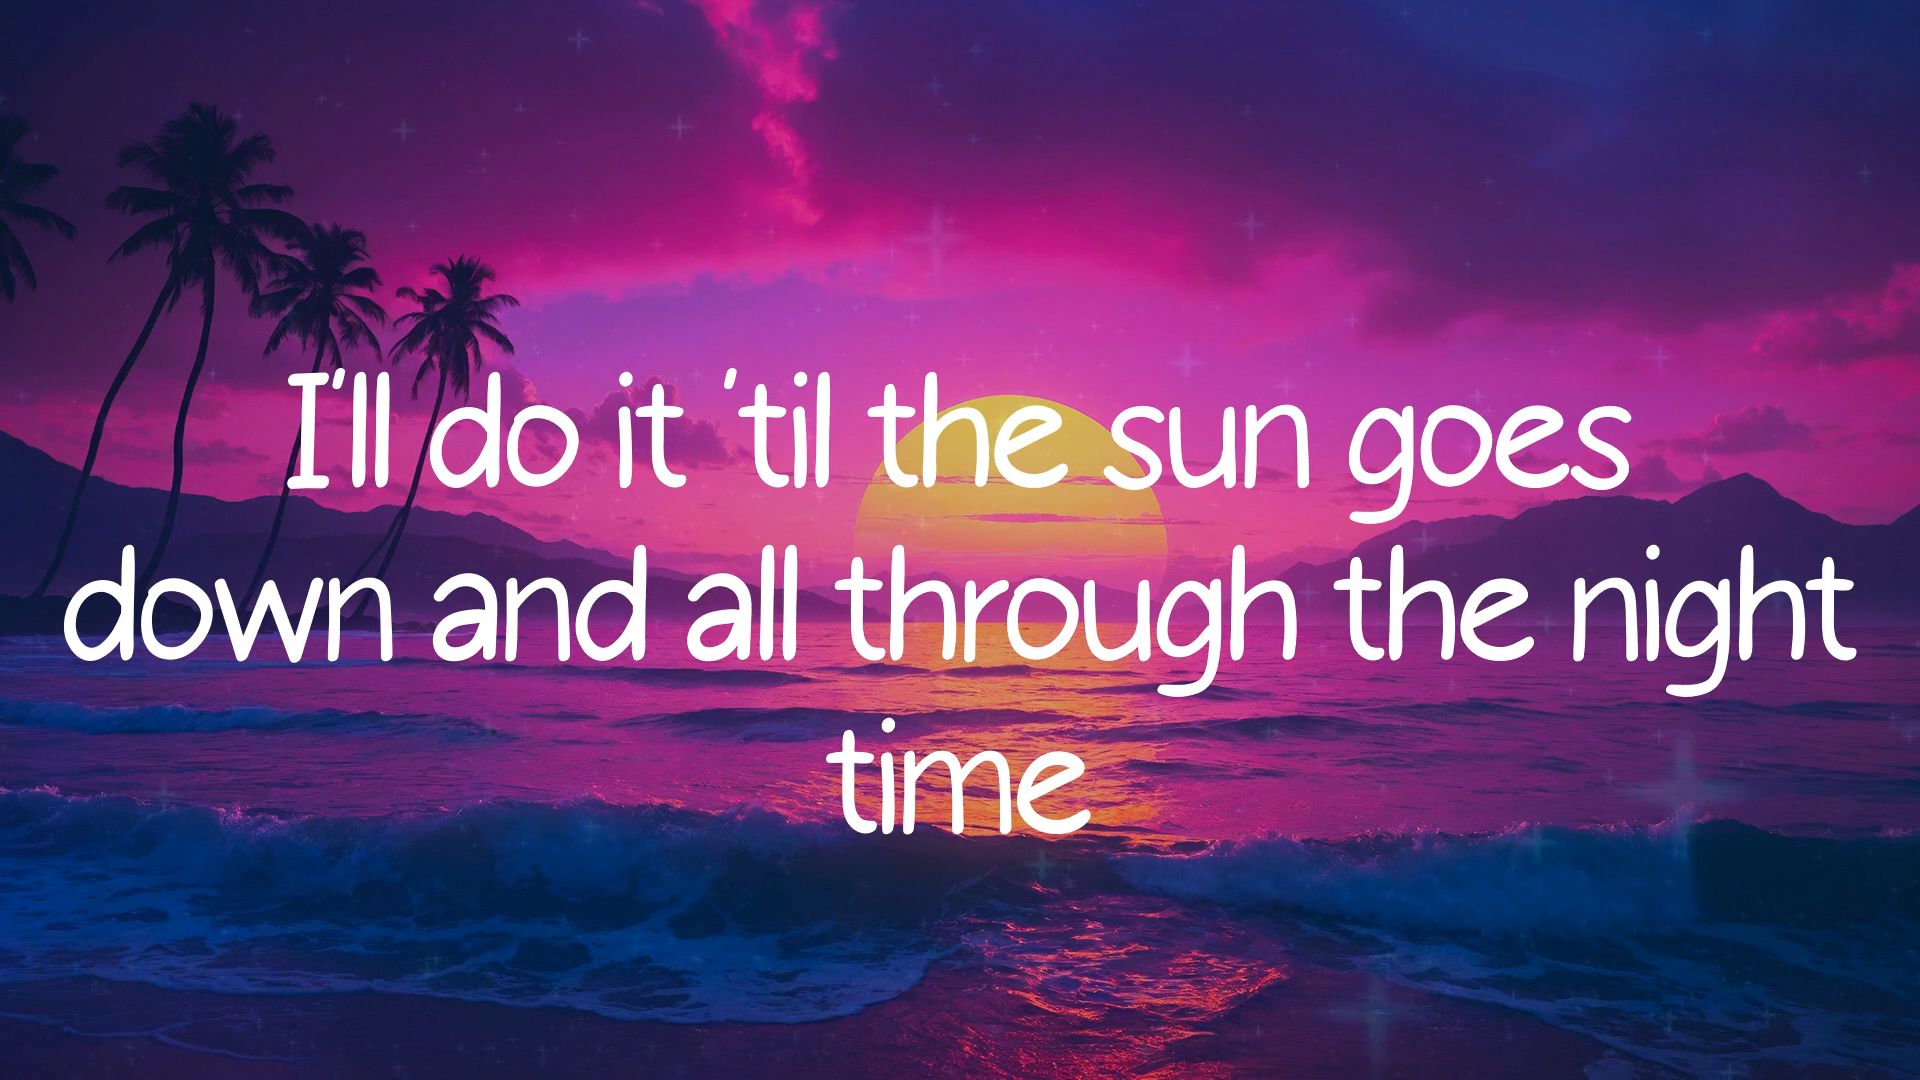 I'll do it 'til the sun goes
down and all through the night
time